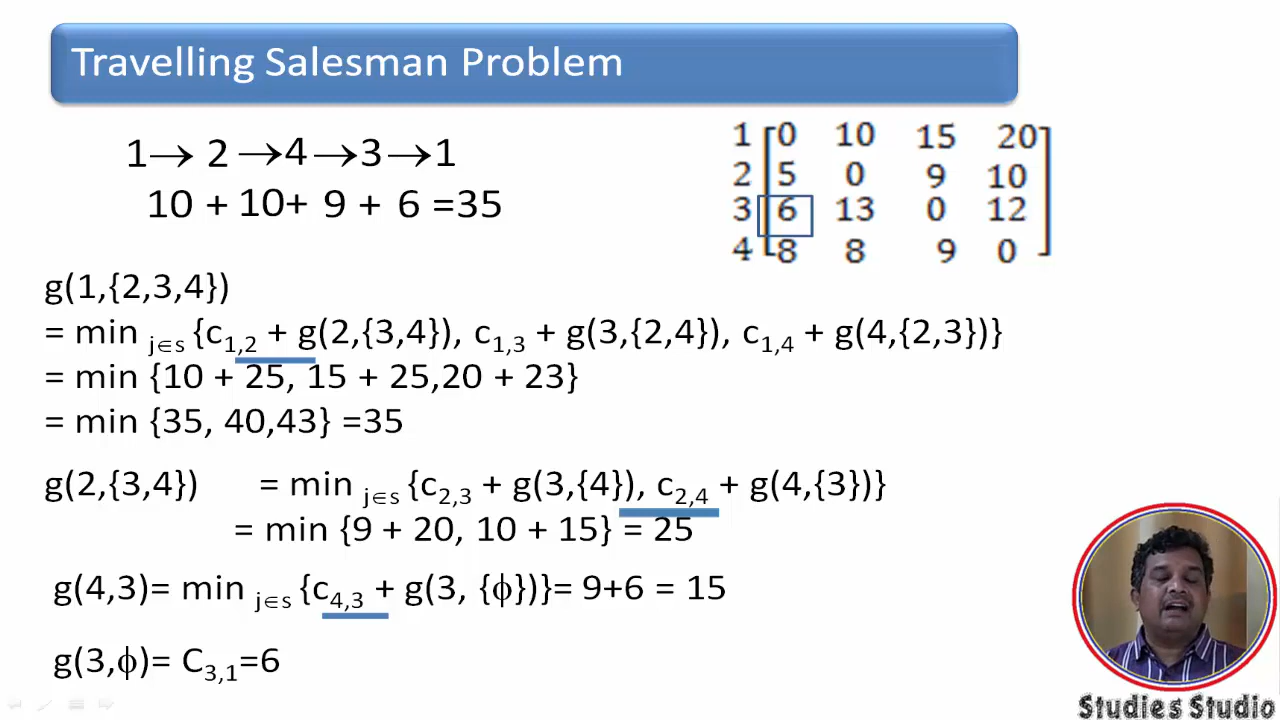 Travelling Salesman Problem
1→ 2 →4 →3 →1
10 + 10+ 9 + 6 =35
1 [0 10 15 20]
2 5 0 9 10
3 6 13 0 12
4 8 8 9 0
g(1,{2,3,4})
= min j∈s {c1,2 + g(2,{3,4}), c1,3 + g(3,{2,4}), c1,4 + g(4,{2,3})}
= min {10 + 25, 15 + 25,20 + 23}
= min {35, 40,43} =35
g(2,{3,4}) = min j∈s {c2,3 + g(3,{4}), c2,4 + g(4,{3})}
= min {9 + 20, 10 + 15} = 25
g(4,3)= min j∈s {c4,3 + g(3, {ϕ})}= 9+6 = 15
g(3,ϕ)= C3,1=6
Studies Studio